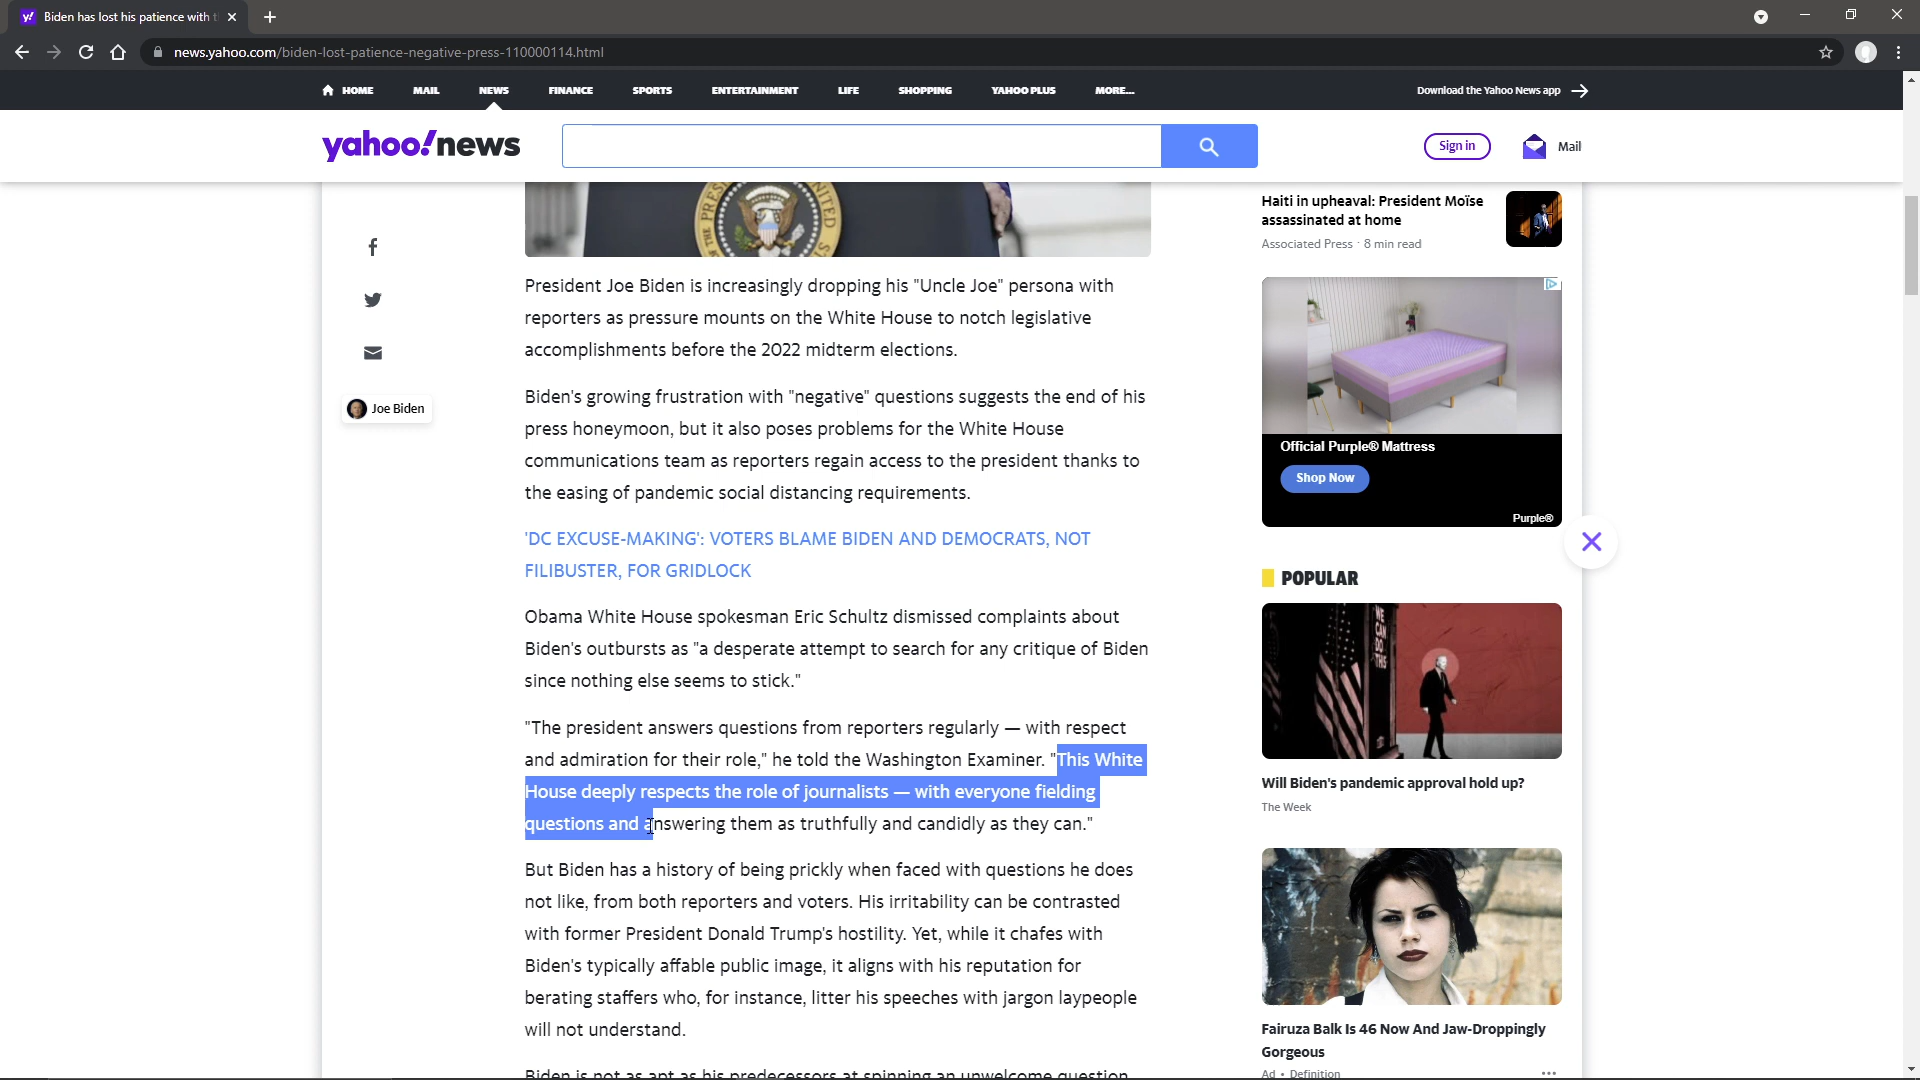 Biden has lost his patience with t
news.yahoo.com/biden-lost-patience-negative-press-110000114.html
HOME MAIL NEWS FINANCE SPORTS ENTERTAINMENT LIFE SHOPPING YAHOO PLUS MORE... Download the Yahoo News app
yahoo!news Sign in Mail
President Joe Biden is increasingly dropping his "Uncle Joe" persona with
reporters as pressure mounts on the White House to notch legislative
accomplishments before the 2022 midterm elections.
Biden's growing frustration with "negative" questions suggests the end of his
press honeymoon, but it also poses problems for the White House
communications team as reporters regain access to the president thanks to
the easing of pandemic social distancing requirements.
'DC EXCUSE-MAKING': VOTERS BLAME BIDEN AND DEMOCRATS, NOT
FILIBUSTER, FOR GRIDLOCK
Obama White House spokesman Eric Schultz dismissed complaints about
Biden's outbursts as "a desperate attempt to search for any critique of Biden
since nothing else seems to stick."
"The president answers questions from reporters regularly — with respect
and admiration for their role," he told the Washington Examiner. "This White
House deeply respects the role of journalists — with everyone fielding
questions and answering them as truthfully and candidly as they can."
But Biden has a history of being prickly when faced with questions he does
not like, from both reporters and voters. His irritability can be contrasted
with former President Donald Trump's hostility. Yet, while it chafes with
Biden's typically affable public image, it aligns with his reputation for
berating staffers who, for instance, litter his speeches with jargon laypeople
will not understand.
Biden is not as apt as his predecessors at spinning an unwelcome question
Joe Biden
Haiti in upheaval: President Moïse
assassinated at home
Associated Press · 8 min read
Official Purple® Mattress
Shop Now
Purple®
POPULAR
WE
CAN
DO
THIS
Will Biden's pandemic approval hold up?
The Week
Fairuza Balk Is 46 Now And Jaw-Droppingly
Gorgeous
Ad • Definition